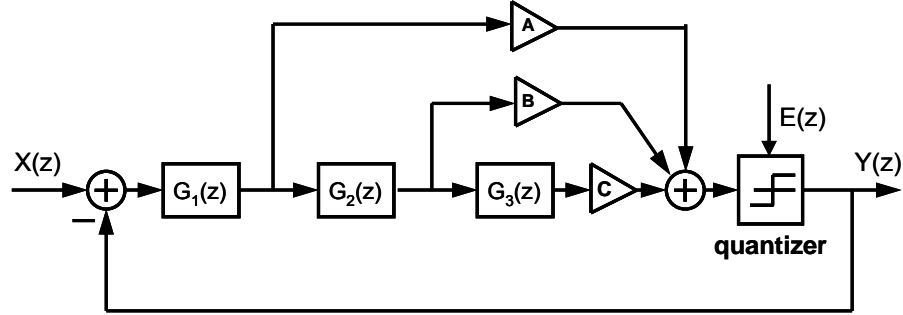 A
B
E(z)
X(z)
Y(z)
G₁(z)
G₂(z)
G₃(z)
C
quantizer